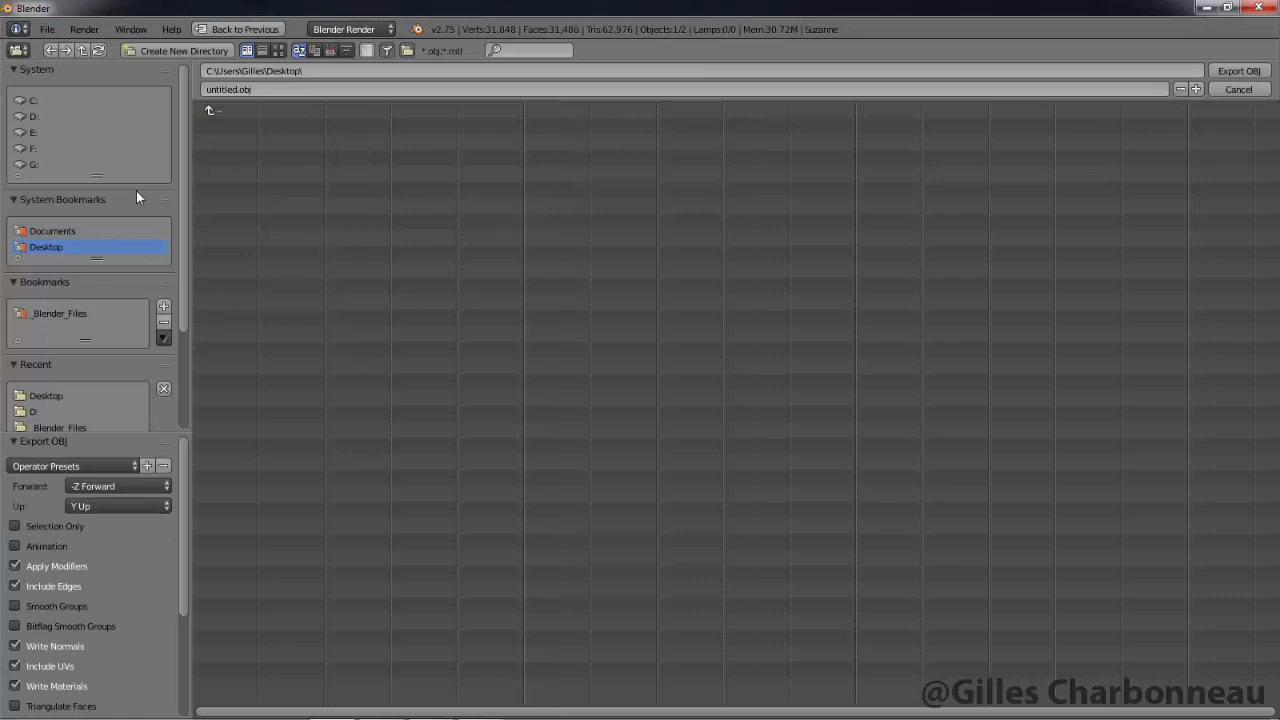 Blender
File Render Window Help Back to Previous Blender Render v2.75 | Verts:31,848 | Faces:31,488 | Tris:62,976 | Objects:1/2 | Lamps:0/0 | Mem:30.72M | Suzanne
Create New Directory *.obj;*.mtl
System
C:
D:
E:
F:
G:
System Bookmarks
Documents
Desktop
Bookmarks
_Blender_Files
Recent
Desktop
D:
_Blender_Files
Export OBJ
Operator Presets
Forward: -Z Forward
Up: Y Up
Selection Only
Animation
Apply Modifiers
Include Edges
Smooth Groups
Bitflag Smooth Groups
Write Normals
Include UVs
Write Materials
Triangulate Faces
C:\Users\Gilles\Desktop\ Export OBJ
untitled.obj Cancel
..
@Gilles Charbonneau